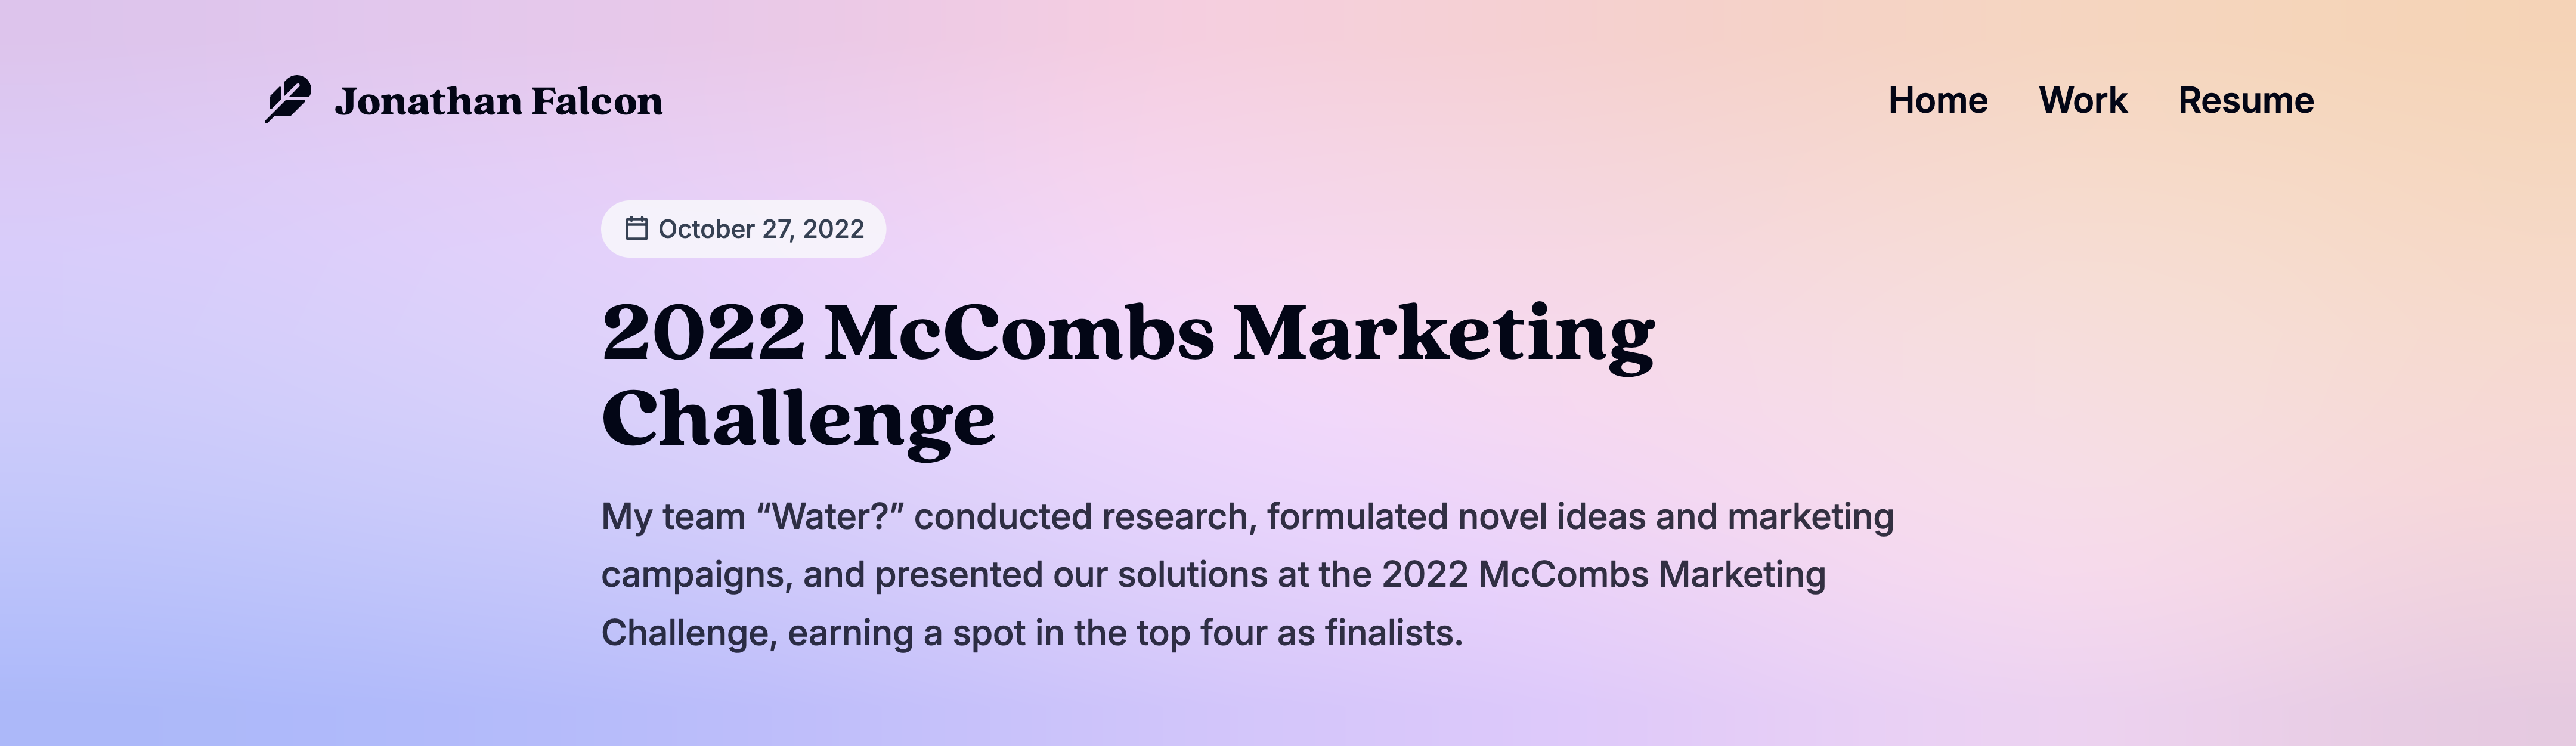 Jonathan Falcon
Home Work Resume
October 27, 2022
2022 McCombs Marketing
Challenge
My team “Water?” conducted research, formulated novel ideas and marketing
campaigns, and presented our solutions at the 2022 McCombs Marketing
Challenge, earning a spot in the top four as finalists.